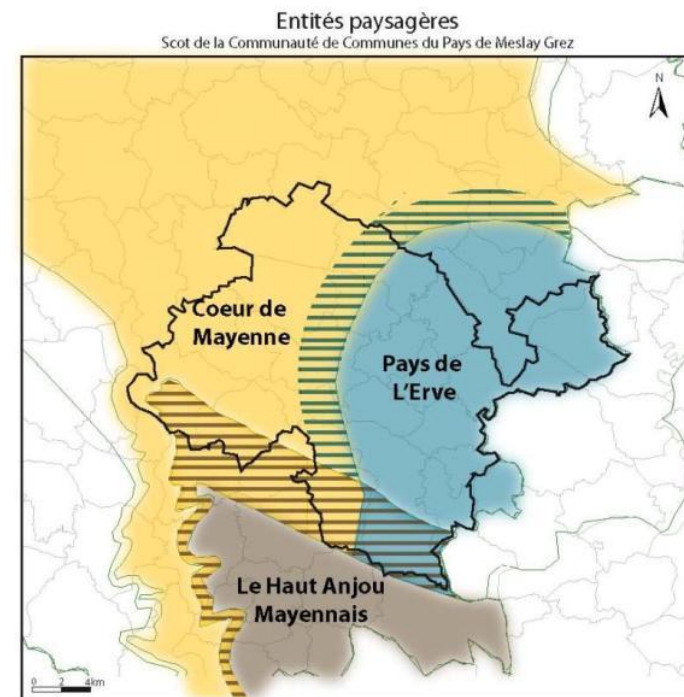 Entités paysagères
Scot de la Communauté de Communes du Pays de Meslay Grez
N
Coeur de
Mayenne
Pays de
L'Erve
Le Haut Anjou
Mayennais
0 2 4km